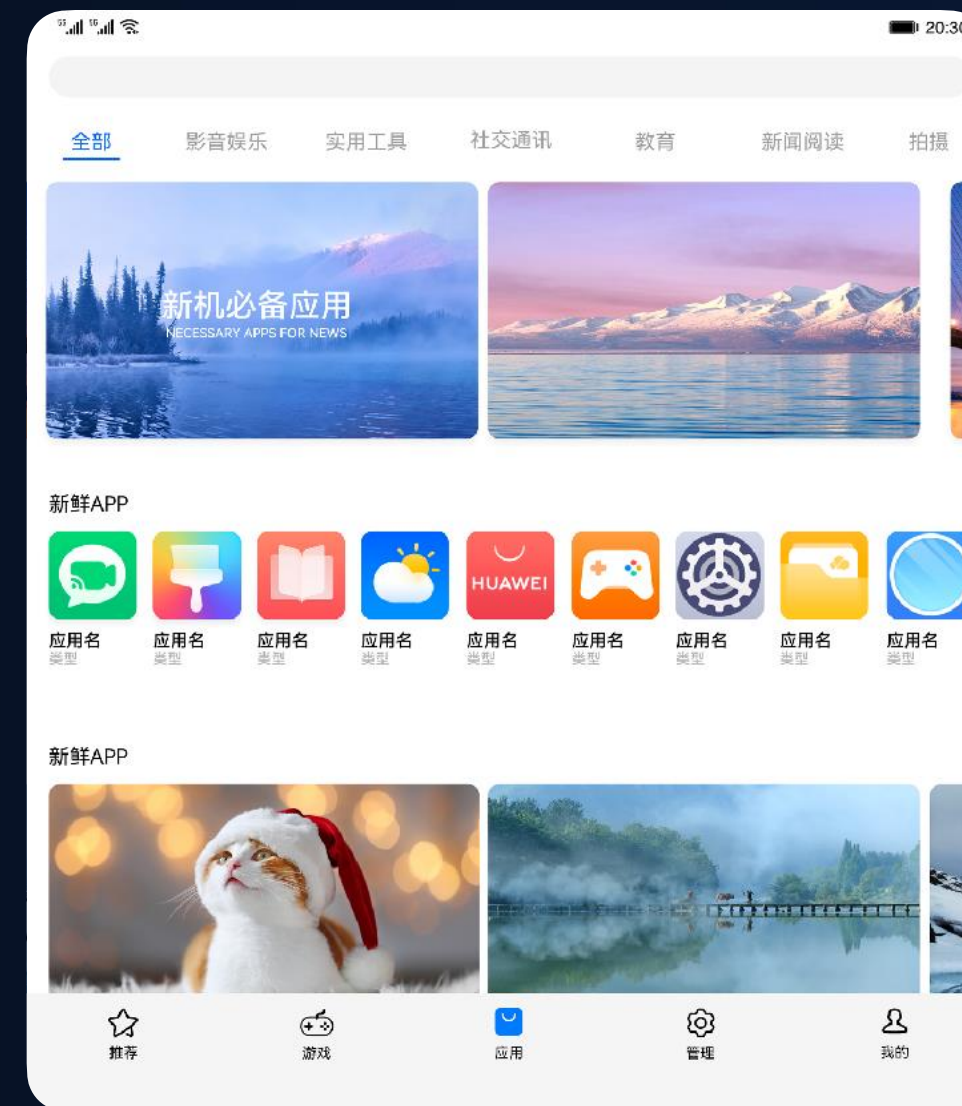 5G 5G 20:30
全部 影音娱乐 实用工具 社交通讯 教育 新闻阅读 拍摄
新机必备应用
NECESSARY APPS FOR NEWS
新鲜APP
HUAWEI
应用名 应用名 应用名 应用名 应用名 应用名 应用名 应用名 应用名
类型 类型 类型 类型 类型 类型 类型 类型 类型
新鲜APP
推荐 游戏 应用 管理 我的